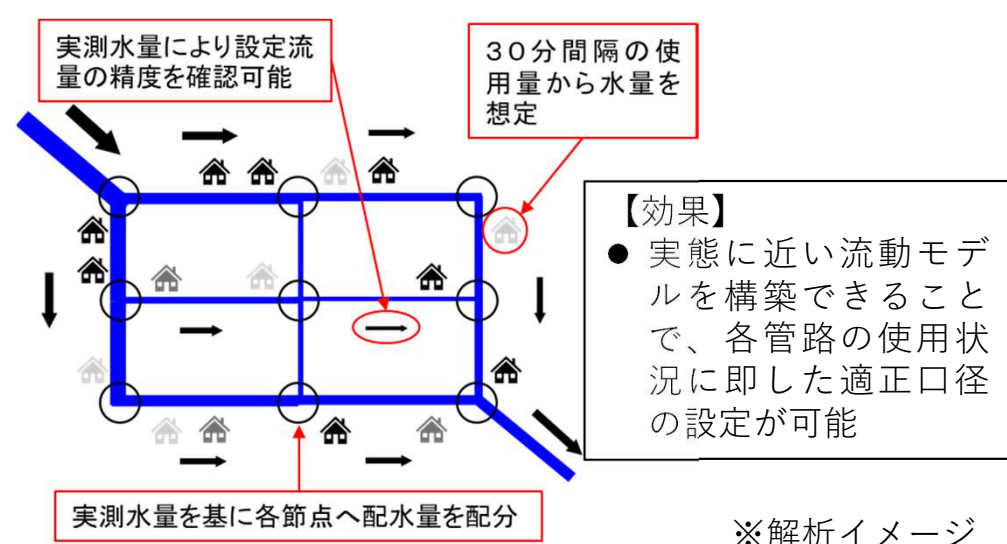 実測水量により設定流
量の精度を確認可能
30分間隔の使
用量から水量を
想定
【効果】
● 実態に近い流動モデ
ルを構築できること
で、各管路の使用状
況に即した適正口径
の設定が可能
実測水量を基に各節点へ配水量を配分
※解析イメージ